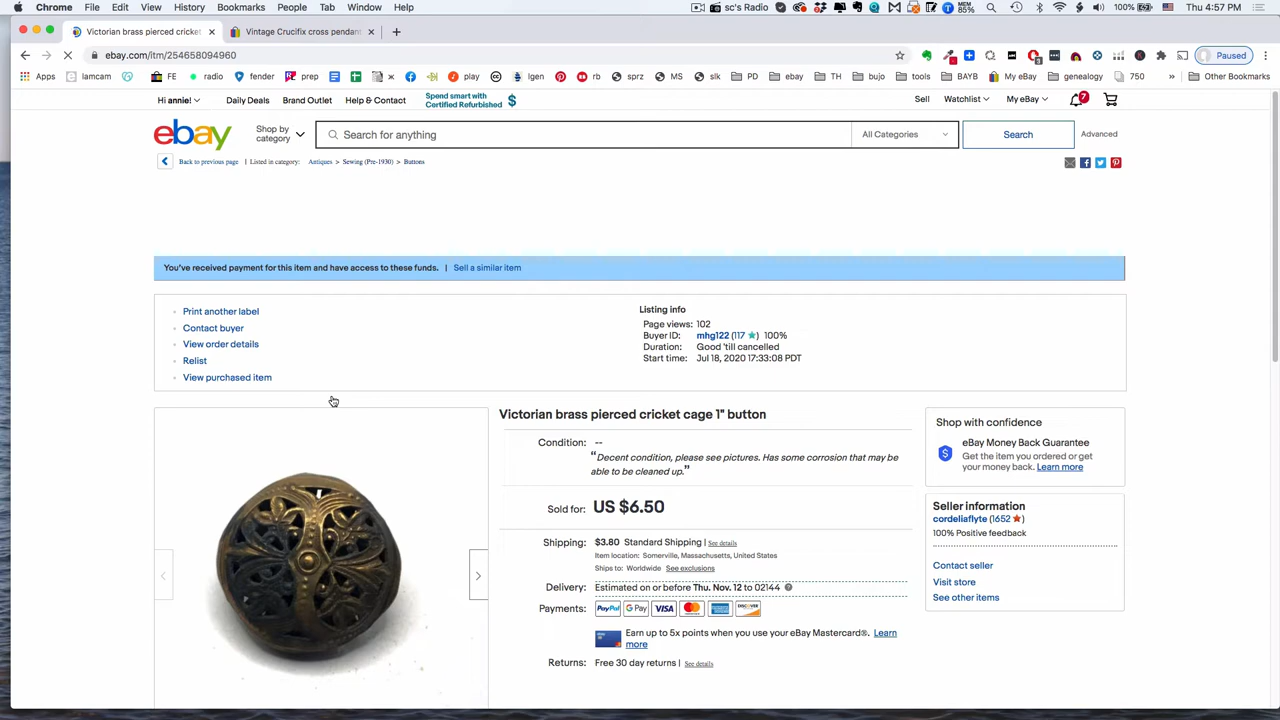 Chrome File Edit View History Bookmarks People Tab Window Help sc's Radio MEM 85% 100% Thu 4:57 PM
Victorian brass pierced cricket Vintage Crucifix cross pendant
ebay.com/itm/254658094960 Paused
Apps iamcam FE radio fender prep x play igen rb sprz MS slk PD ebay TH bujo tools BAYB My eBay genealogy 750 » Other Bookmarks
Hi annie! Daily Deals Brand Outlet Help & Contact Spend smart with Certified Refurbished $ Sell Watchlist My eBay 7
ebay Shop by category Search for anything All Categories Search Advanced
Back to previous page | Listed in category: Antiques > Sewing (Pre-1930) > Buttons
You've received payment for this item and have access to these funds. | Sell a similar item
Print another label
Contact buyer
View order details
Relist
View purchased item
Listing info
Page views: 102
Buyer ID: mhg122 (117 ) 100%
Duration: Good 'till cancelled
Start time: Jul 18, 2020 17:33:08 PDT
Victorian brass pierced cricket cage 1" button
Condition: --
“Decent condition, please see pictures. Has some corrosion that may be
able to be cleaned up.”
Sold for: US $6.50
Shipping: $3.80 Standard Shipping | See details
Item location: Somerville, Massachusetts, United States
Ships to: Worldwide See exclusions
Delivery: Estimated on or before Thu. Nov. 12 to 02144
Payments: PayPal G Pay VISA DISCOVER
Earn up to 5x points when you use your eBay Mastercard®. Learn
more
Returns: Free 30 day returns | See details
Shop with confidence
eBay Money Back Guarantee
Get the item you ordered or get
your money back. Learn more
Seller information
cordeliaflyte (1652 )
100% Positive feedback
Contact seller
Visit store
See other items